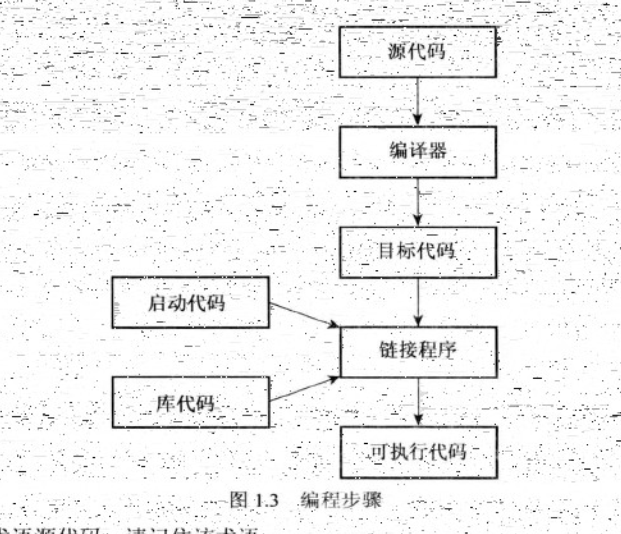 源代码
编译器
目标代码
启动代码
链接程序
库代码
可执行代码
图 1.3 编程步骤